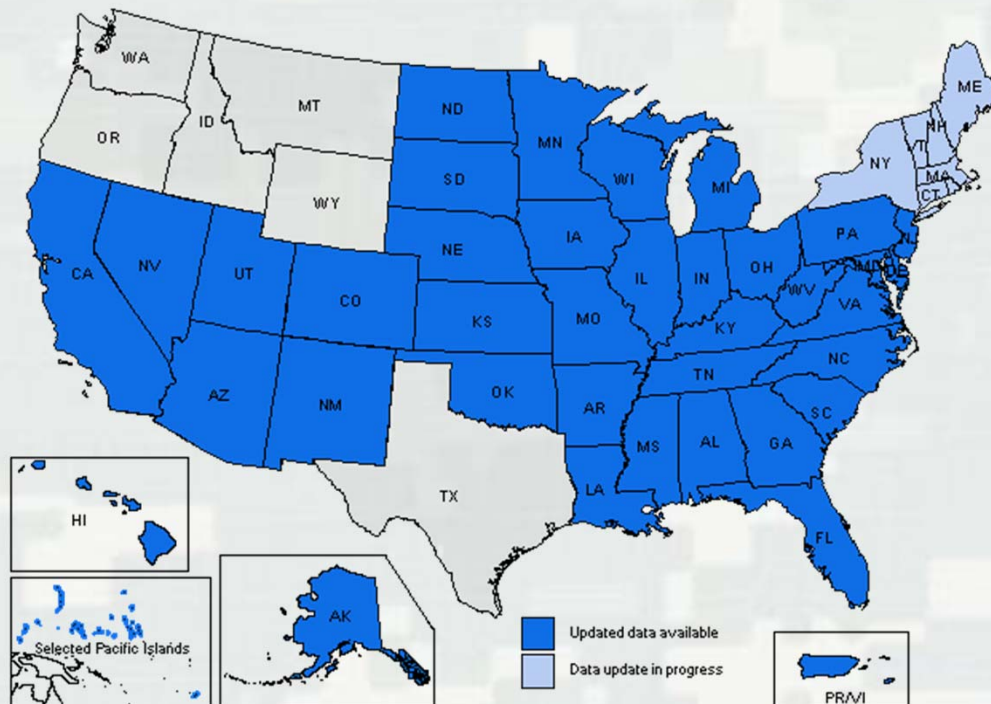 WA
MT
ND
MN
ME
OR
ID
SD
WI
MI
NY
VT
NH
MA
CT
WY
NE
IA
PA
NJ
CA
NV
UT
CO
KS
MO
IL
IN
OH
WV
MD
DE
VA
KY
AZ
NM
OK
AR
TN
NC
SC
MS
AL
GA
TX
LA
FL
HI
AK
Selected Pacific Islands
Updated data available
Data update in progress
PR/VI